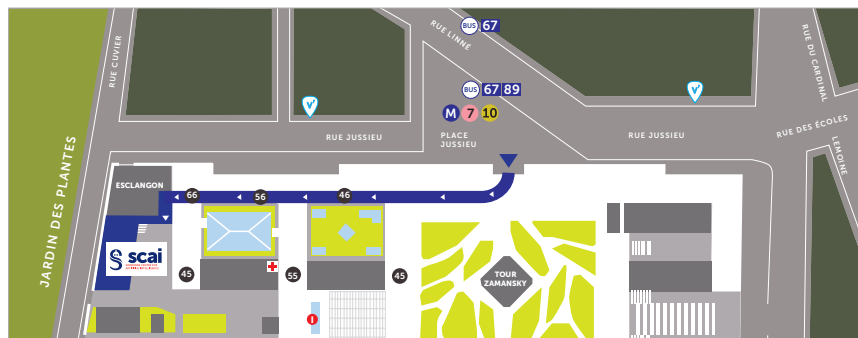 BUS 67
RUE LINNE
RUE CUVIER
RUE DU CARDINAL
LEMOINE
BUS 67 89
M 7 10
RUE JUSSIEU
PLACE
JUSSIEU
RUE JUSSIEU
RUE DES ÉCOLES
JARDIN DES PLANTES
ESCLANGON
66
56
46
scai
45
55
45
TOUR
ZAMANSKY